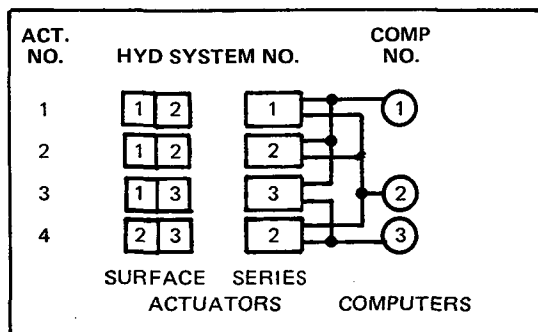 ACT. COMP
NO. HYD SYSTEM NO. NO.
1 1 2 1 1
2 1 2 2
3 1 3 3 2
4 2 3 2 3
SURFACE SERIES
ACTUATORS COMPUTERS